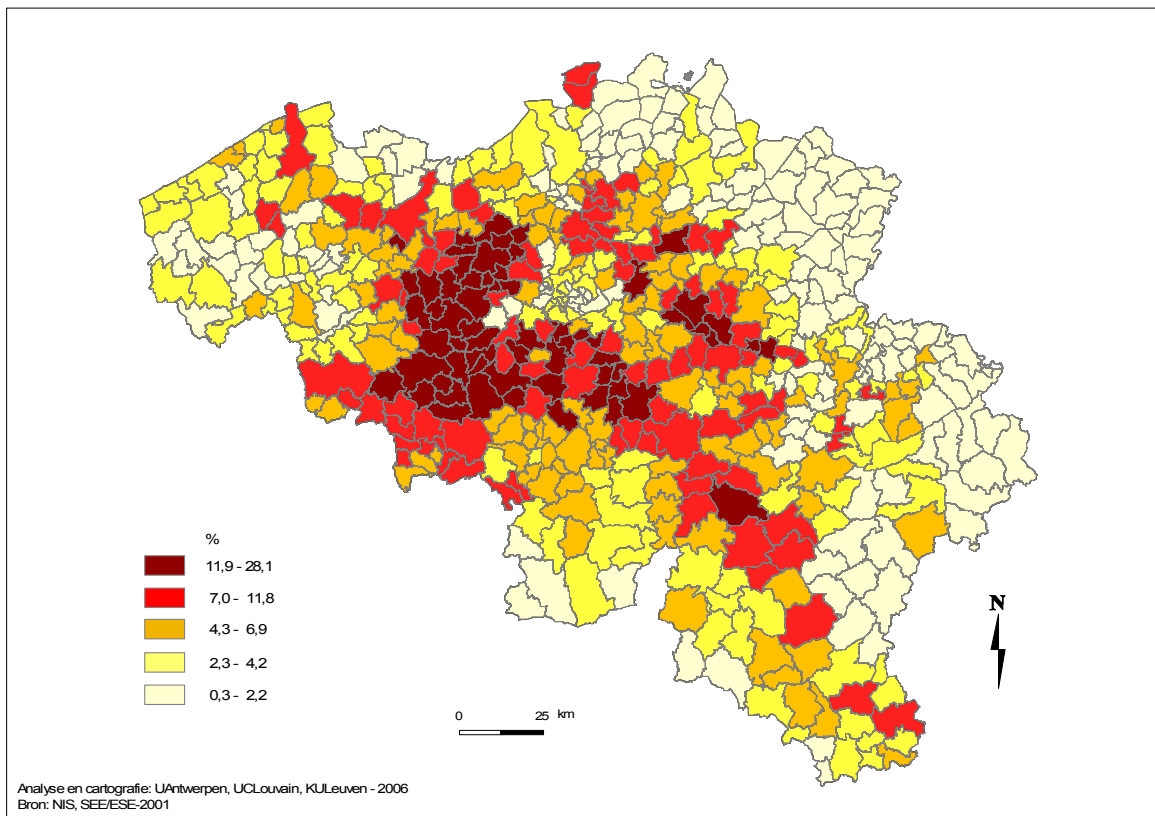 %
11,9 - 28,1
7,0 - 11,8
4,3 - 6,9
2,3 - 4,2
0,3 - 2,2
N
0 25 km
Analyse en cartografie: UAntwerpen, UCLouvain, KULeuven - 2006
Bron: NIS, SEE/ESE-2001